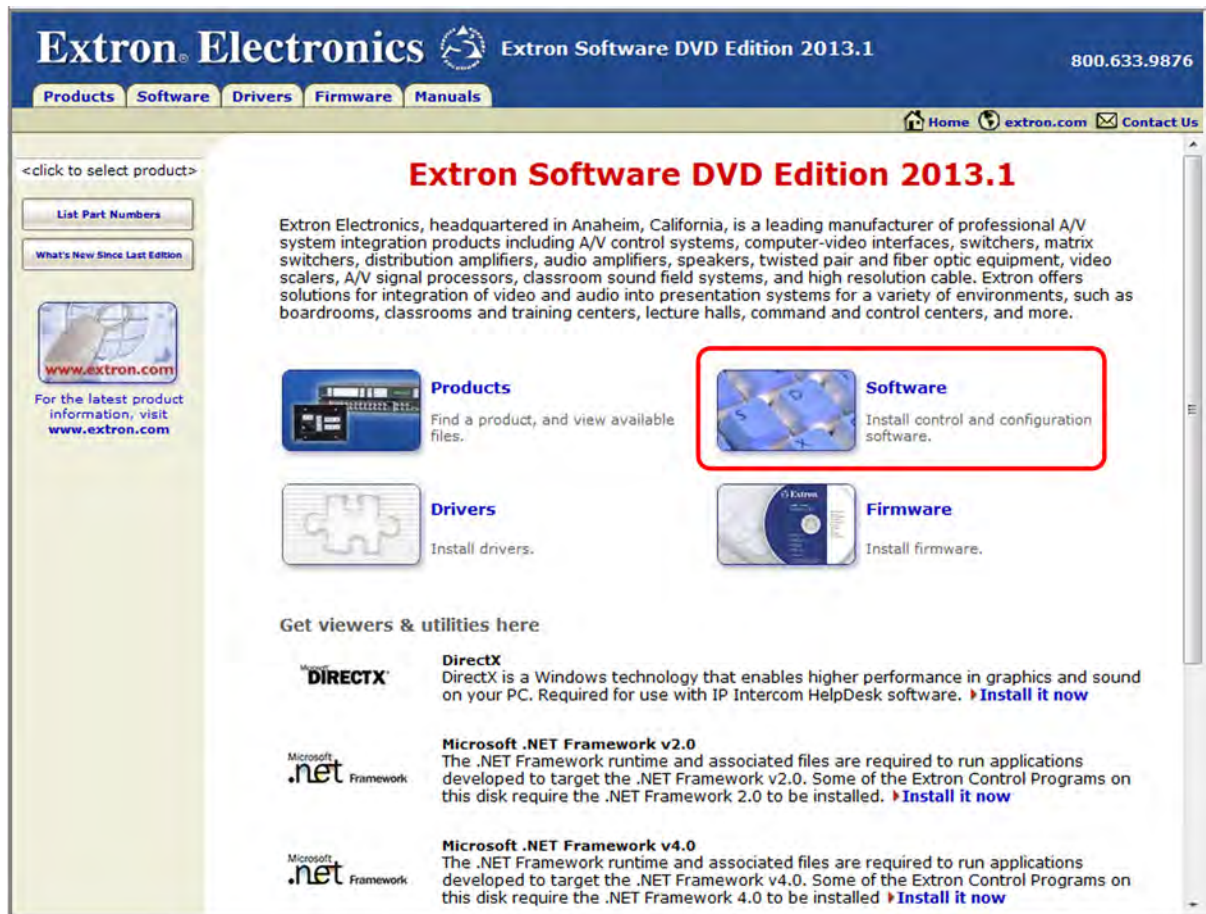 Extron® Electronics
Extron Software DVD Edition 2013.1
800.633.9876
Products Software Drivers Firmware Manuals
Home extron.com Contact Us
<click to select product>
List Part Numbers
What's New Since Last Edition
www.extron.com
For the latest product
information, visit
www.extron.com
Extron Software DVD Edition 2013.1
Extron Electronics, headquartered in Anaheim, California, is a leading manufacturer of professional A/V
system integration products including A/V control systems, computer-video interfaces, switchers, matrix
switchers, distribution amplifiers, audio amplifiers, speakers, twisted pair and fiber optic equipment, video
scalers, A/V signal processors, classroom sound field systems, and high resolution cable. Extron offers
solutions for integration of video and audio into presentation systems for a variety of environments, such as
boardrooms, classrooms and training centers, lecture halls, command and control centers, and more.
Products
Find a product, and view available
files.
S
D
X
Software
Install control and configuration
software.
Drivers
Install drivers.
Extron
Firmware
Install firmware.
Get viewers & utilities here
Microsoft
DIRECTX
DirectX
DirectX is a Windows technology that enables higher performance in graphics and sound
on your PC. Required for use with IP Intercom HelpDesk software. Install it now
Microsoft
.net Framework
Microsoft .NET Framework v2.0
The .NET Framework runtime and associated files are required to run applications
developed to target the .NET Framework v2.0. Some of the Extron Control Programs on
this disk require the .NET Framework 2.0 to be installed. Install it now
Microsoft
.net Framework
Microsoft .NET Framework v4.0
The .NET Framework runtime and associated files are required to run applications
developed to target the .NET Framework v4.0. Some of the Extron Control Programs on
this disk require the .NET Framework 4.0 to be installed Install it now